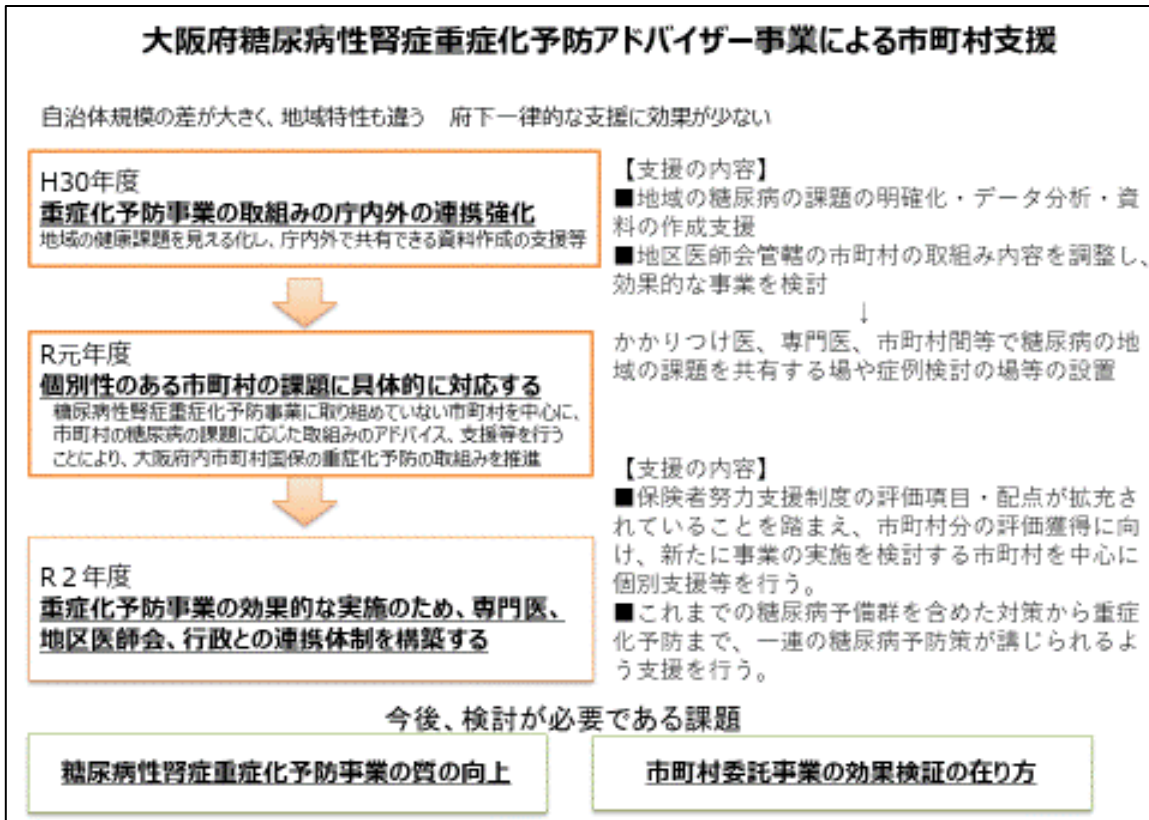 大阪府糖尿病性腎症重症化予防アドバイザー事業による市町村支援
自治体規模の差が大きく、地域特性も違う　府下一律的な支援に効果が少ない
H30年度
重症化予防事業の取組みの庁内外の連携強化
地域の健康課題を見える化し、庁内外で共有できる資料作成の支援等
【支援の内容】
■地域の糖尿病の課題の明確化・データ分析・資
料の作成支援
■地区医師会管轄の市町村の取組み内容を調整し、
効果的な事業を検討
↓
かかりつけ医、専門医、市町村間等で糖尿病の地
域の課題を共有する場や症例検討の場等の設置
R元年度
個別性のある市町村の課題に具体的に対応する
糖尿病性腎症重症化予防事業に取り組めていない市町村を中心に、
市町村の糖尿病の課題に応じた取組みのアドバイス、支援等を行う
ことにより、大阪府内市町村国保の重症化予防の取組みを推進
【支援の内容】
■保険者努力支援制度の評価項目・配点が拡充さ
れていることを踏まえ、市町村分の評価獲得に向
け、新たに事業の実施を検討する市町村を中心に
個別支援等を行う。
■これまでの糖尿病予備群を含めた対策から重症
化予防まで、一連の糖尿病予防策が講じられるよ
う支援を行う。
R２年度
重症化予防事業の効果的な実施のため、専門医、
地区医師会、行政との連携体制を構築する
今後、検討が必要である課題
糖尿病性腎症重症化予防事業の質の向上
市町村委託事業の効果検証の在り方